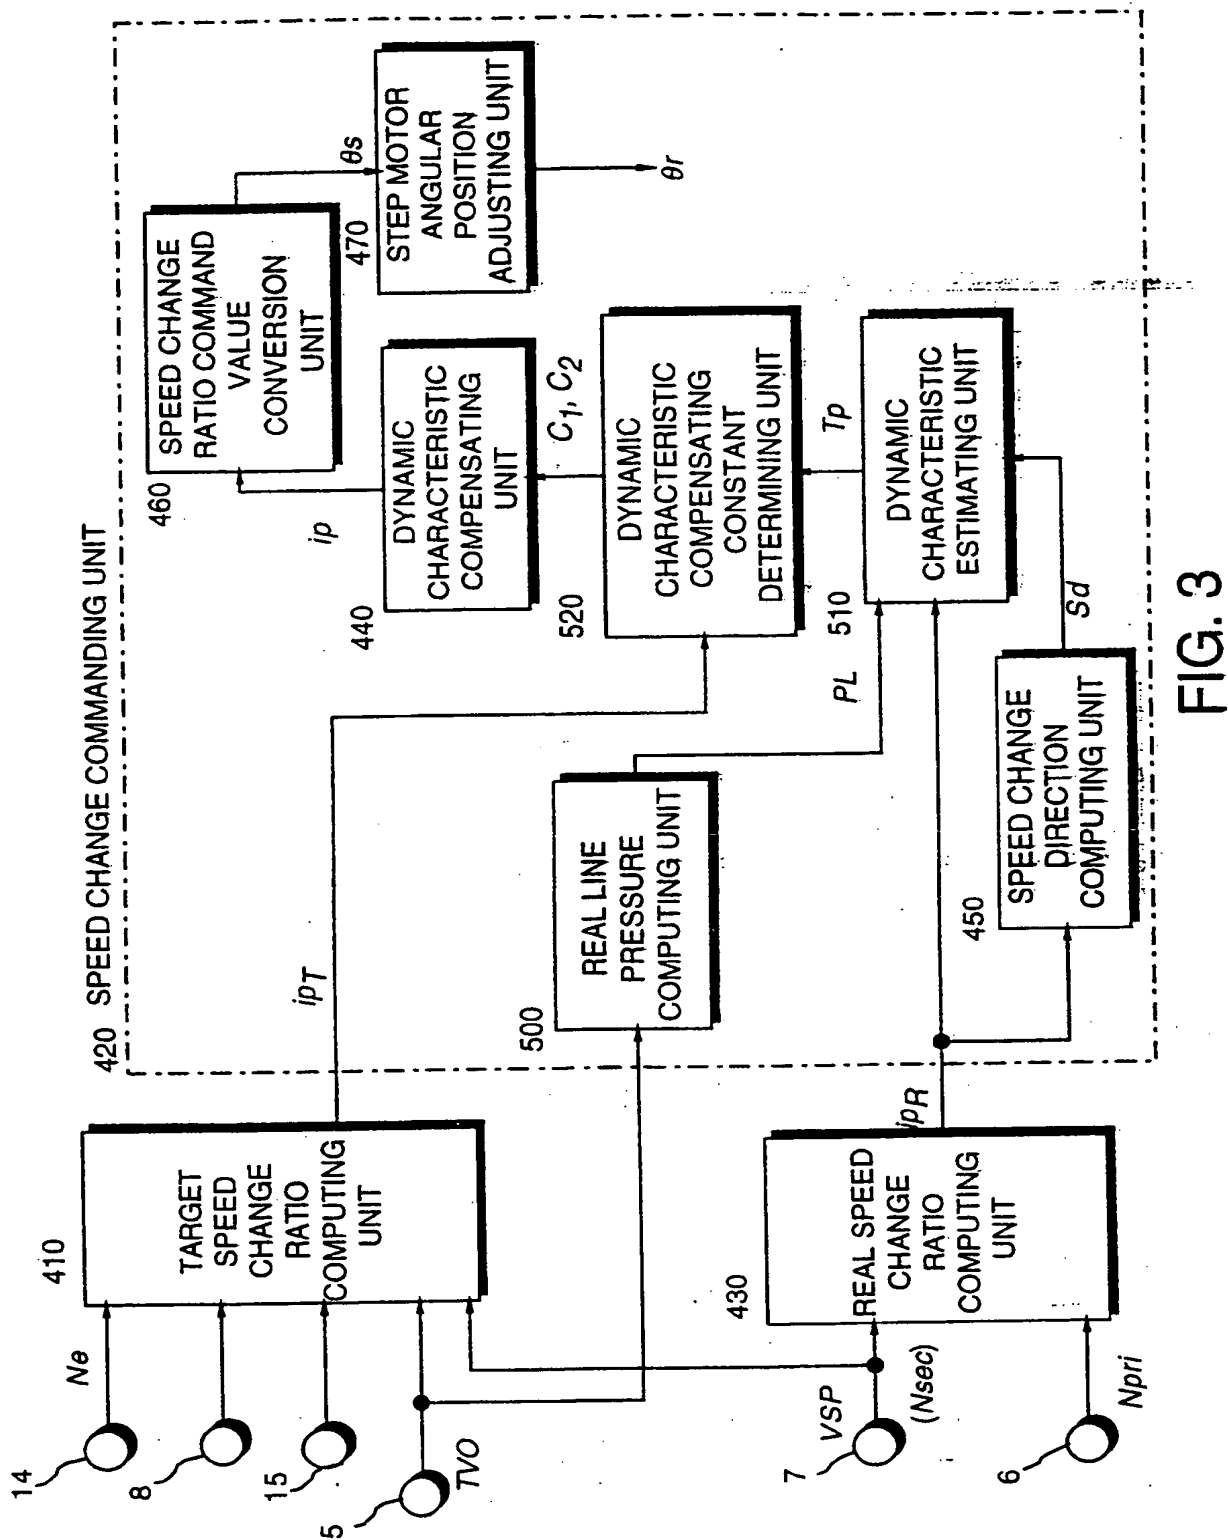 420 SPEED CHANGE COMMANDING UNIT
14
Ne
8
15
5
TVO
410
TARGET
SPEED
CHANGE
RATIO
COMPUTING
UNIT
ipT
7
VSP
(Nsec)
6
Npri
430
REAL SPEED
CHANGE
RATIO
COMPUTING
UNIT
ipR
500
REAL LINE
PRESSURE
COMPUTING UNIT
PL
450
SPEED CHANGE
DIRECTION
COMPUTING UNIT
Sd
510
DYNAMIC
CHARACTERISTIC
ESTIMATING UNIT
Tp
520
DYNAMIC
CHARACTERISTIC
COMPENSATING
CONSTANT
DETERMINING UNIT
C1, C2
440
DYNAMIC
CHARACTERISTIC
COMPENSATING
UNIT
ip
460
SPEED CHANGE
RATIO COMMAND
VALUE
CONVERSION
UNIT
θs
470
STEP MOTOR
ANGULAR
POSITION
ADJUSTING UNIT
θr
FIG. 3